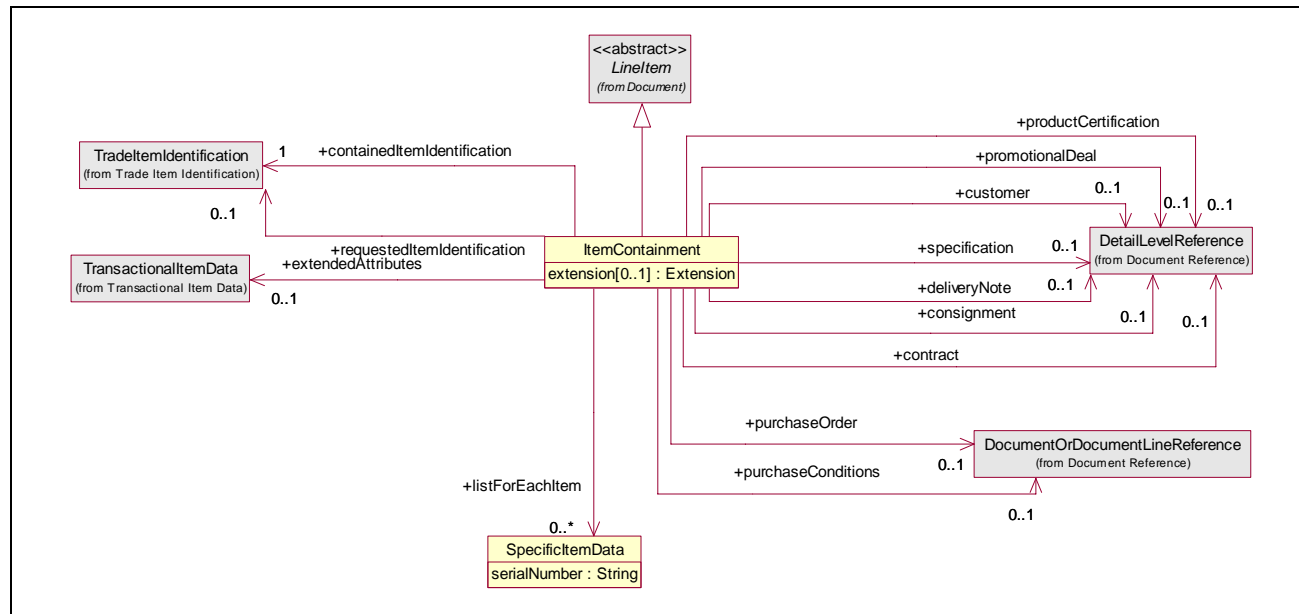 <<abstract>>
LineItem
(from Document)
+productCertification
TradeItemIdentification
(from Trade Item Identification)
1
+containedItemIdentification
+promotionalDeal
0..1
+customer
0..1
0..1
0..1
+requestedItemIdentification
ItemContainment
extension[0..1] : Extension
+specification
0..1
DetailLevelReference
(from Document Reference)
TransactionalItemData
(from Transactional Item Data)
+extendedAttributes
0..1
+deliveryNote
0..1
+consignment
0..1
0..1
+contract
+purchaseOrder
0..1
DocumentOrDocumentLineReference
(from Document Reference)
+purchaseConditions
0..1
+listForEachItem
0..*
SpecificItemData
serialNumber : String